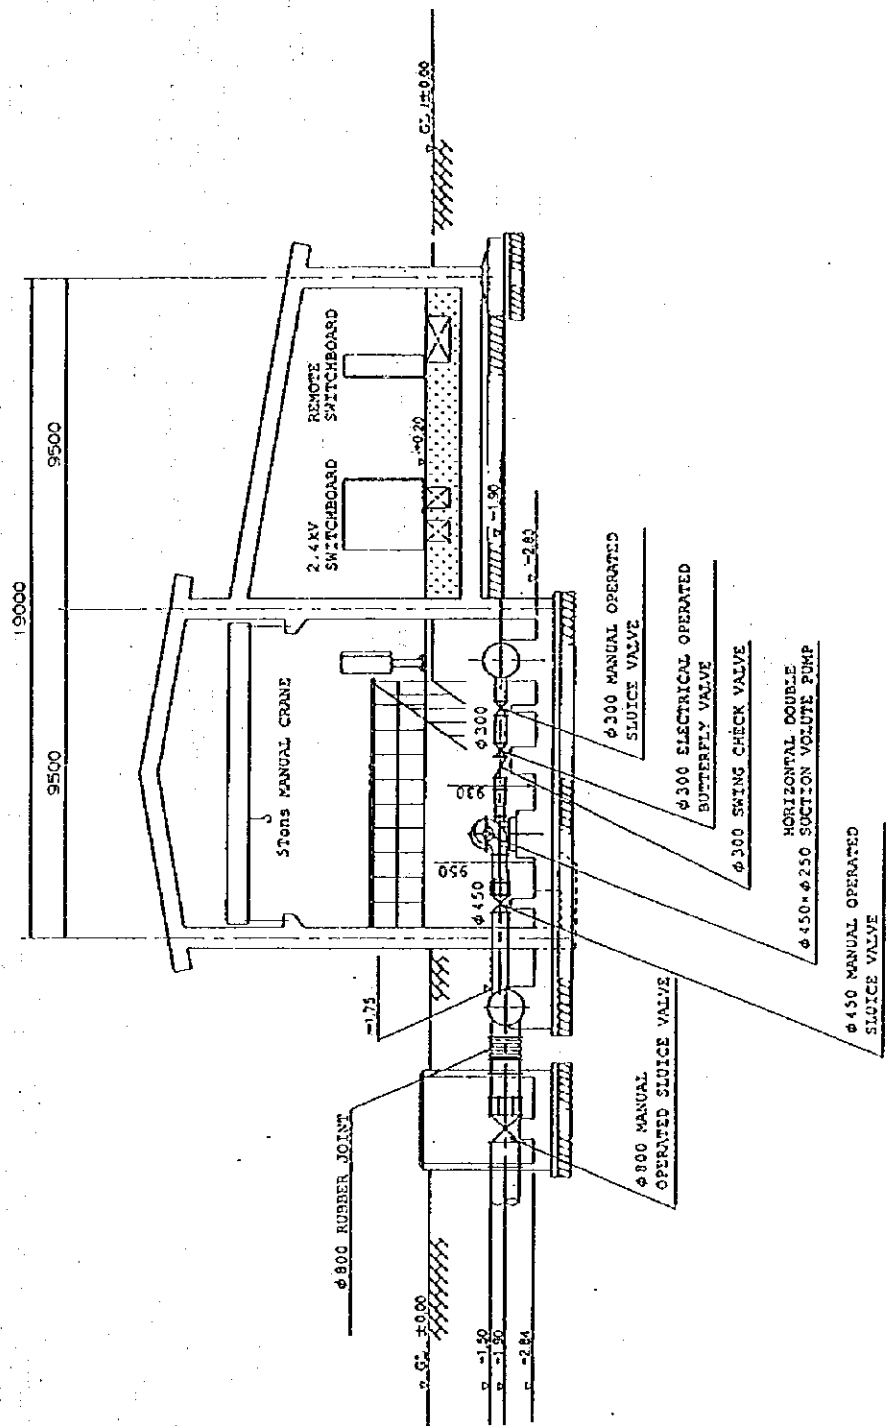 19000
9500
9500
5Tons MANUAL CRANE
2.4KV
SWITCHBOARD
REMOTE
SWITCHBOARD
GL ±0.00
+0.20
-1.90
-2.80
φ300
930
950
φ450
-1.75
φ800 RUBBER JOINT
GL ±0.00
-1.50
-1.90
-2.84
φ800 MANUAL
OPERATED SLUICE VALVE
φ450 MANUAL OPERATED
SLUICE VALVE
HORIZONTAL DOUBLE
φ450×φ250 SUCTION VOLUTE PUMP
φ300 SWING CHECK VALVE
φ300 ELECTRICAL OPERATED
BUTTERFLY VALVE
φ300 MANUAL OPERATED
SLUICE VALVE